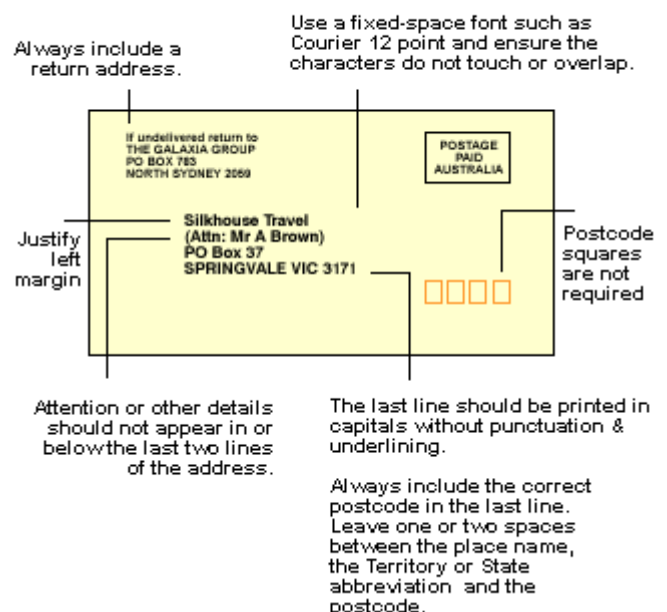 Always include a
return address.
Use a fixed-space font such as
Courier 12 point and ensure the
characters do not touch or overlap.
If undelivered return to
THE GALAXIA GROUP
PO BOX 783
NORTH SYDNEY 2059
POSTAGE
PAID
AUSTRALIA
Silkhouse Travel
(Attn: Mr A Brown)
PO Box 37
SPRINGVALE VIC 3171
Justify
left
margin
Postcode
squares
are not
required
Attention or other details
should not appear in or
below the last two lines
of the address.
The last line should be printed in
capitals without punctuation &
underlining.
Always include the correct
postcode in the last line.
Leave one or two spaces
between the place name,
the Territory or State
abbreviation and the
postcode.